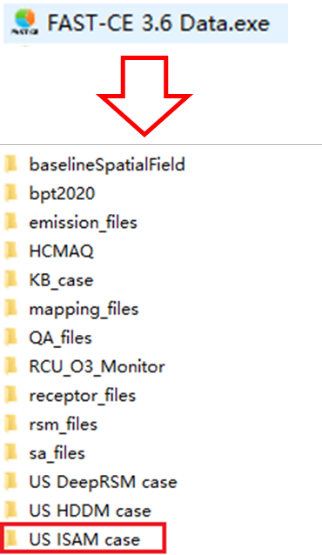 FAST-CE 3.6 Data.exe
baselineSpatialField
bpt2020
emission_files
HCMAQ
KB_case
mapping_files
QA_files
RCU_O3_Monitor
receptor_files
rsm_files
sa_files
US DeepRSM case
US HDDM case
US ISAM case